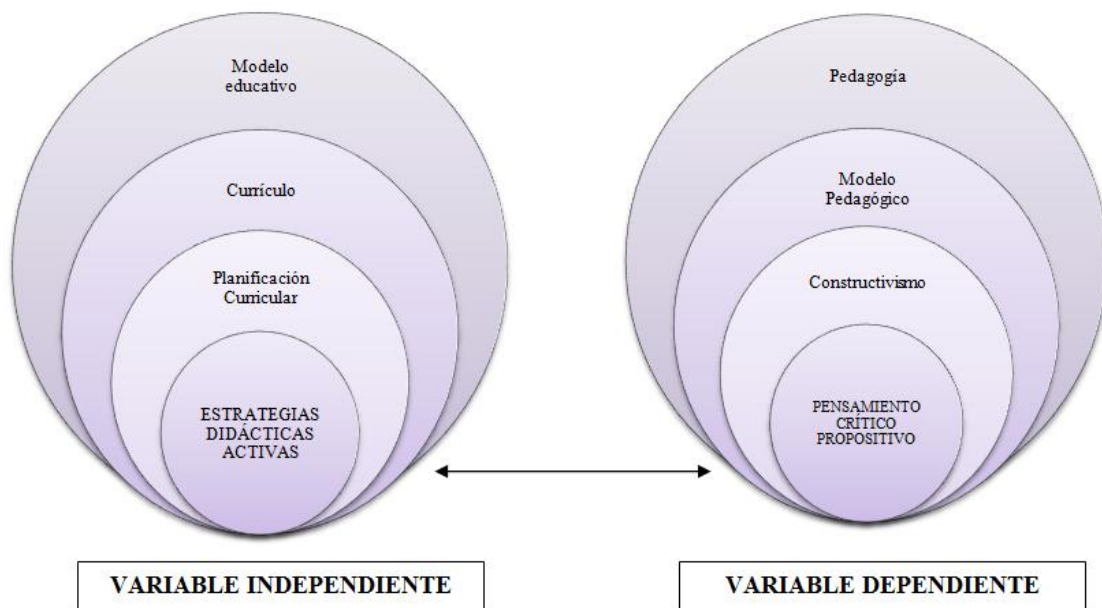 Modelo
educativo
Currículo
Planificación
Curricular
ESTRATEGIAS
DIDÁCTICAS
ACTIVAS
VARIABLE INDEPENDIENTE
Pedagogía
Modelo
Pedagógico
Constructivismo
PENSAMIENTO
CRÍTICO
PROPOSITIVO
VARIABLE DEPENDIENTE